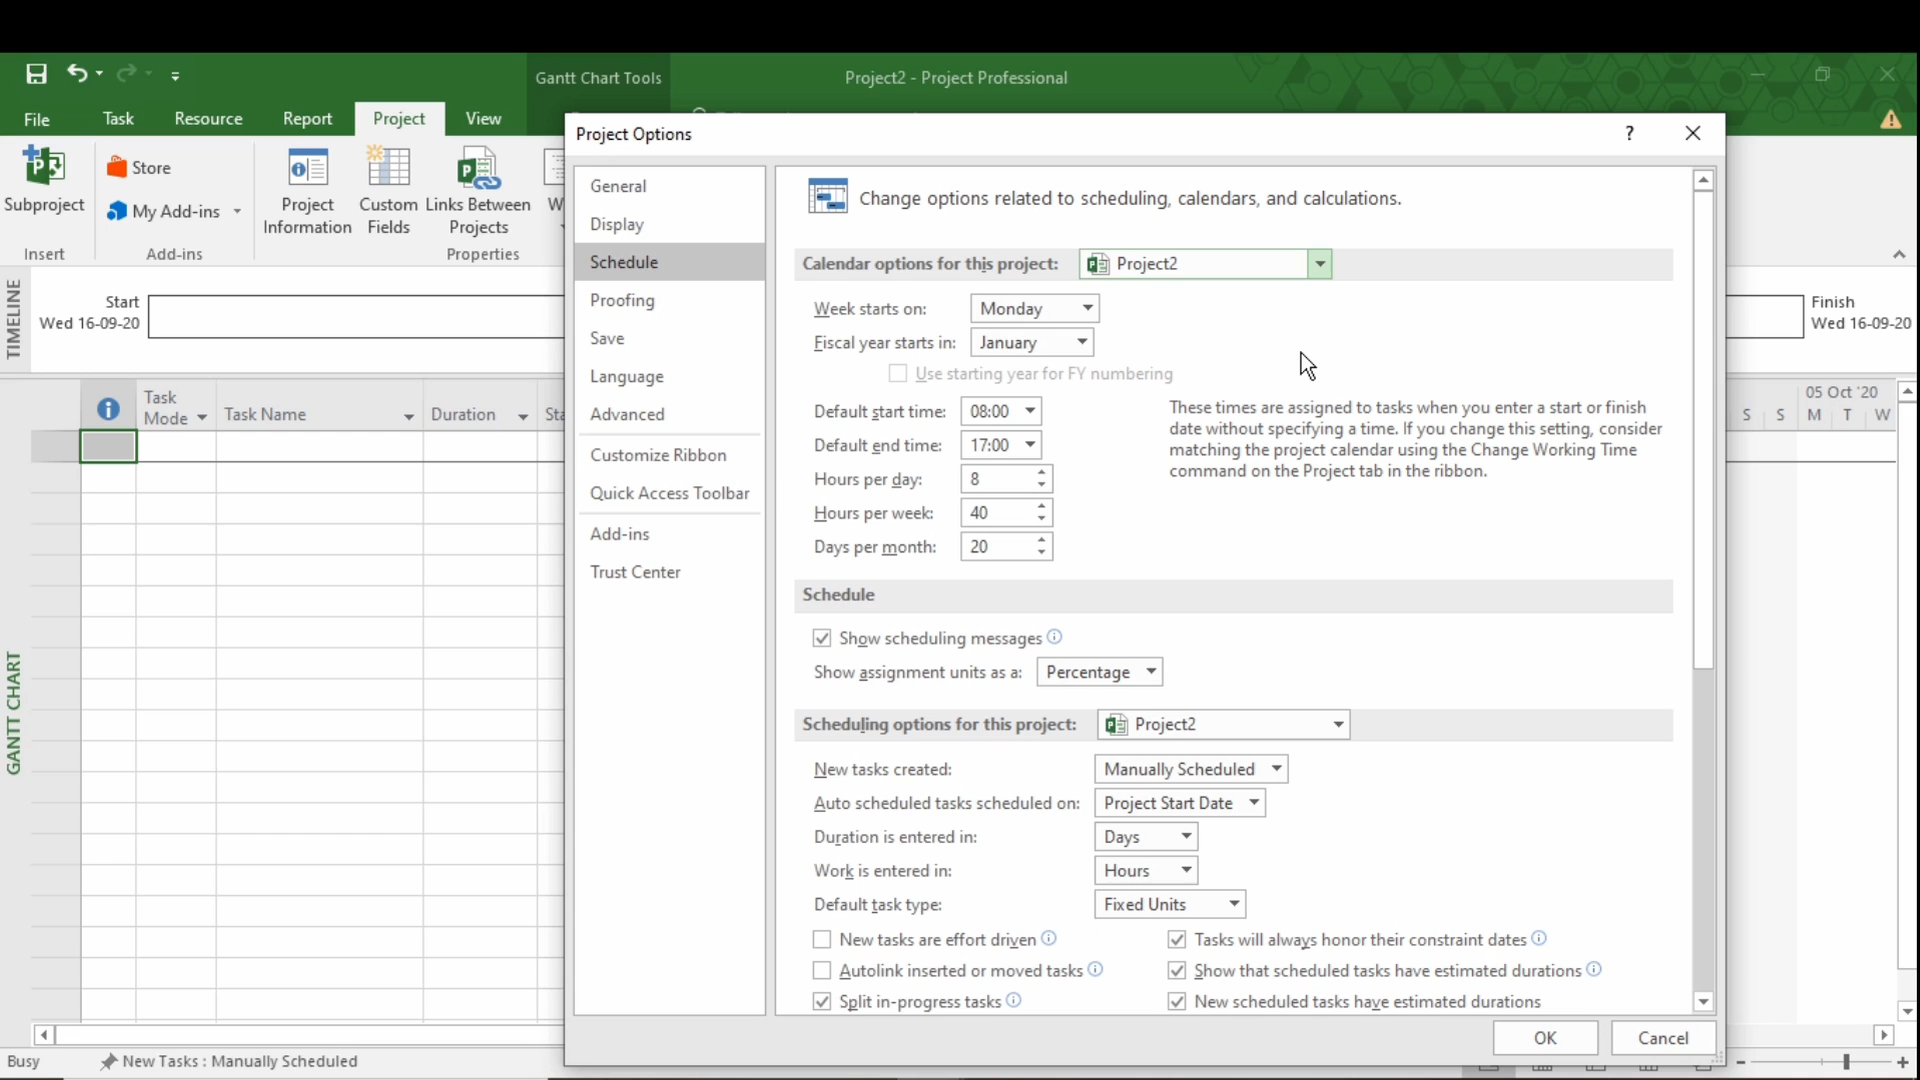 Gantt Chart Tools
Project2 - Project Professional
File Task Resource Report Project View
Subproject
Insert
Store
My Add-ins
Add-ins
Project Information
Custom Fields
Links Between Projects
Properties
W
TIMELINE
Start
Wed 16-09-20
Finish
Wed 16-09-20
Task Mode
Task Name
Duration
Sta
05 Oct '20
S S M T W
GANTT CHART
Project Options
General
Display
Schedule
Proofing
Save
Language
Advanced
Customize Ribbon
Quick Access Toolbar
Add-ins
Trust Center
Change options related to scheduling, calendars, and calculations.
Calendar options for this project: Project2
Week starts on: Monday
Fiscal year starts in: January
Use starting year for FY numbering
Default start time: 08:00
Default end time: 17:00
Hours per day: 8
Hours per week: 40
Days per month: 20
These times are assigned to tasks when you enter a start or finish
date without specifying a time. If you change this setting, consider
matching the project calendar using the Change Working Time
command on the Project tab in the ribbon.
Schedule
Show scheduling messages
Show assignment units as a: Percentage
Scheduling options for this project: Project2
New tasks created: Manually Scheduled
Auto scheduled tasks scheduled on: Project Start Date
Duration is entered in: Days
Work is entered in: Hours
Default task type: Fixed Units
New tasks are effort driven
Tasks will always honor their constraint dates
Autolink inserted or moved tasks
Show that scheduled tasks have estimated durations
Split in-progress tasks
New scheduled tasks have estimated durations
OK Cancel
Busy
New Tasks : Manually Scheduled